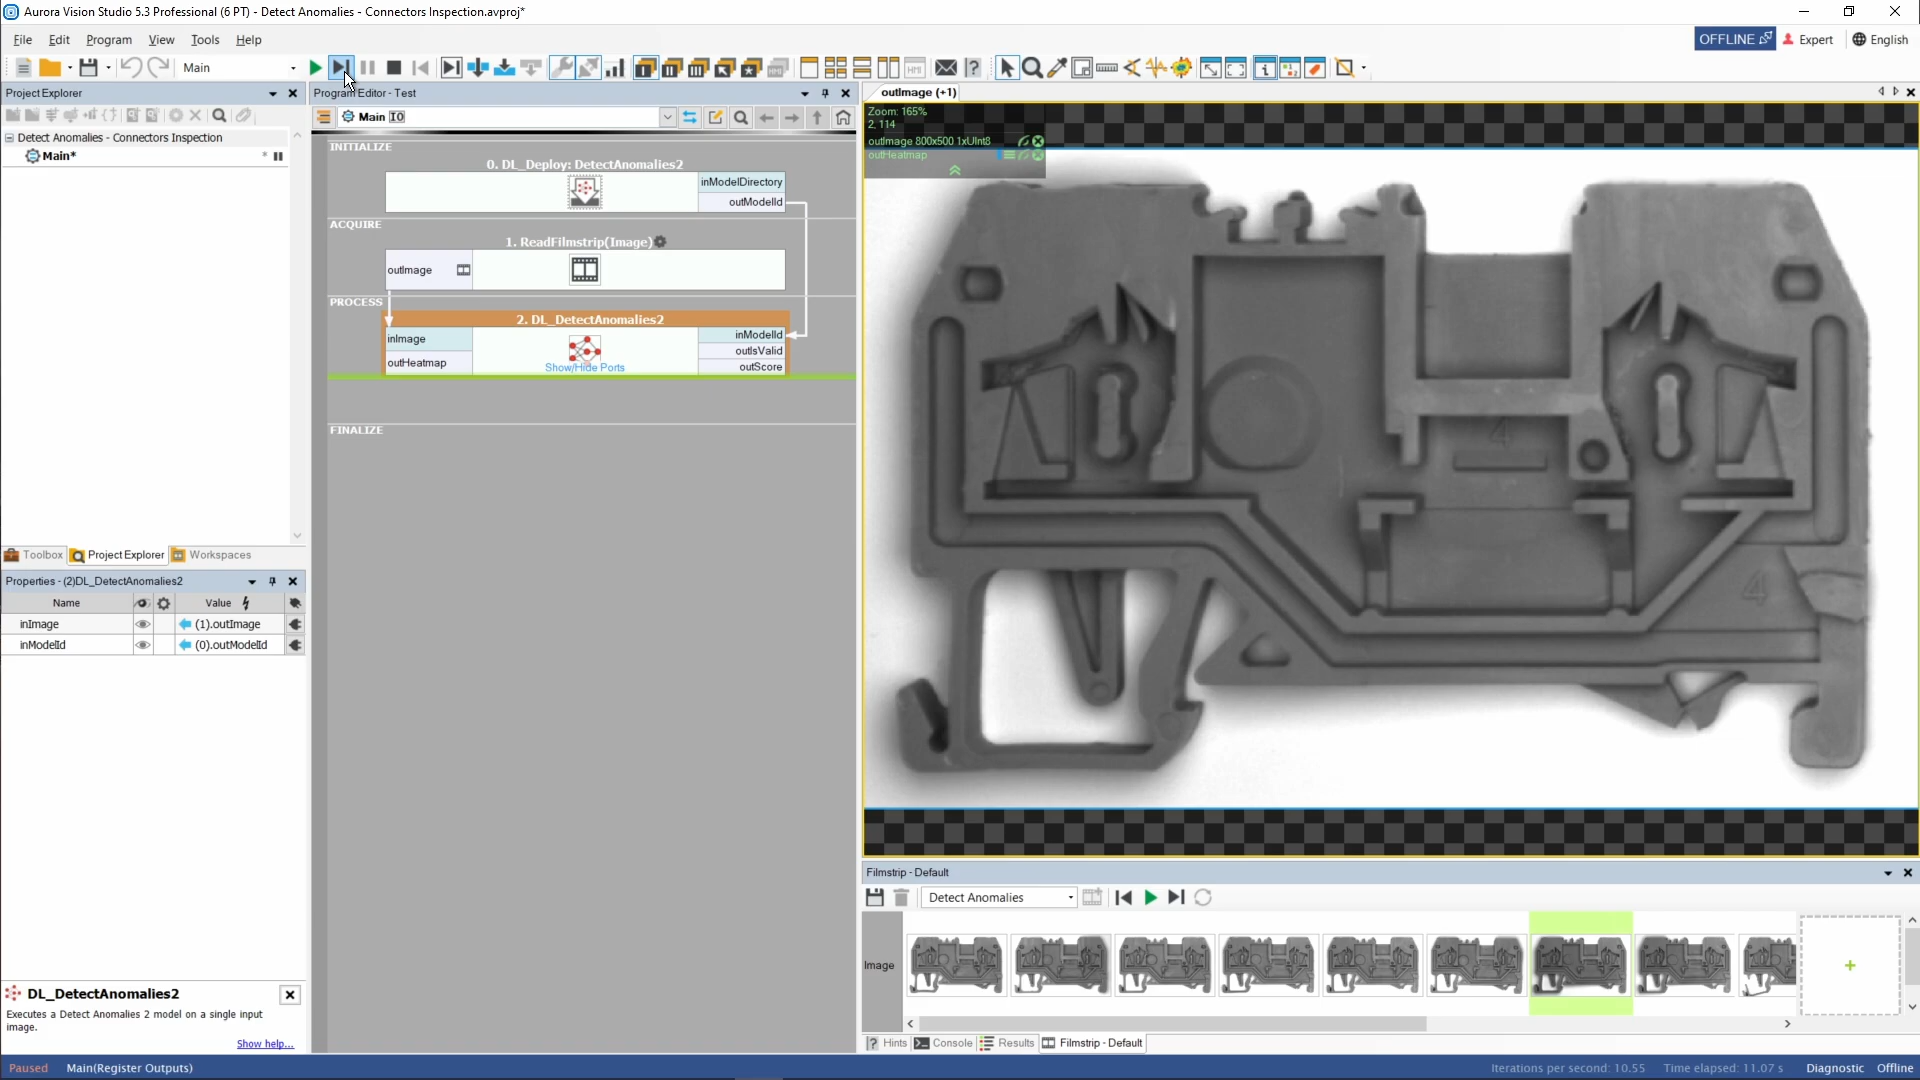 Aurora Vision Studio 5.3 Professional (6 PT) - Detect Anomalies - Connectors Inspection.avproj*
File Edit Program View Tools Help
OFFLINE Expert English
Main
Project Explorer
Detect Anomalies - Connectors Inspection
Main*
*
Toolbox Project Explorer Workspaces
Properties - (2)DL_DetectAnomalies2
Name Value
inImage (1).outImage
inModelId (0).outModelId
DL_DetectAnomalies2
Executes a Detect Anomalies 2 model on a single input
image.
Show help...
Program Editor - Test
Main IO
INITIALIZE
0. DL_Deploy: DetectAnomalies2
inModelDirectory
outModelId
ACQUIRE
1. ReadFilmstrip(Image)
outImage
PROCESS
2. DL_DetectAnomalies2
inImage
inModelId
outIsValid
outHeatmap
outScore
Show/Hide Ports
FINALIZE
outImage (+1)
Zoom: 165%
2, 114
outImage 800x500 1xUInt8
outHeatmap
4
4
Filmstrip - Default
Detect Anomalies
Image
+
Hints Console Results Filmstrip - Default
Paused Main(Register Outputs)
Iterations per second: 10.55 Time elapsed: 11.07 s Diagnostic Offline